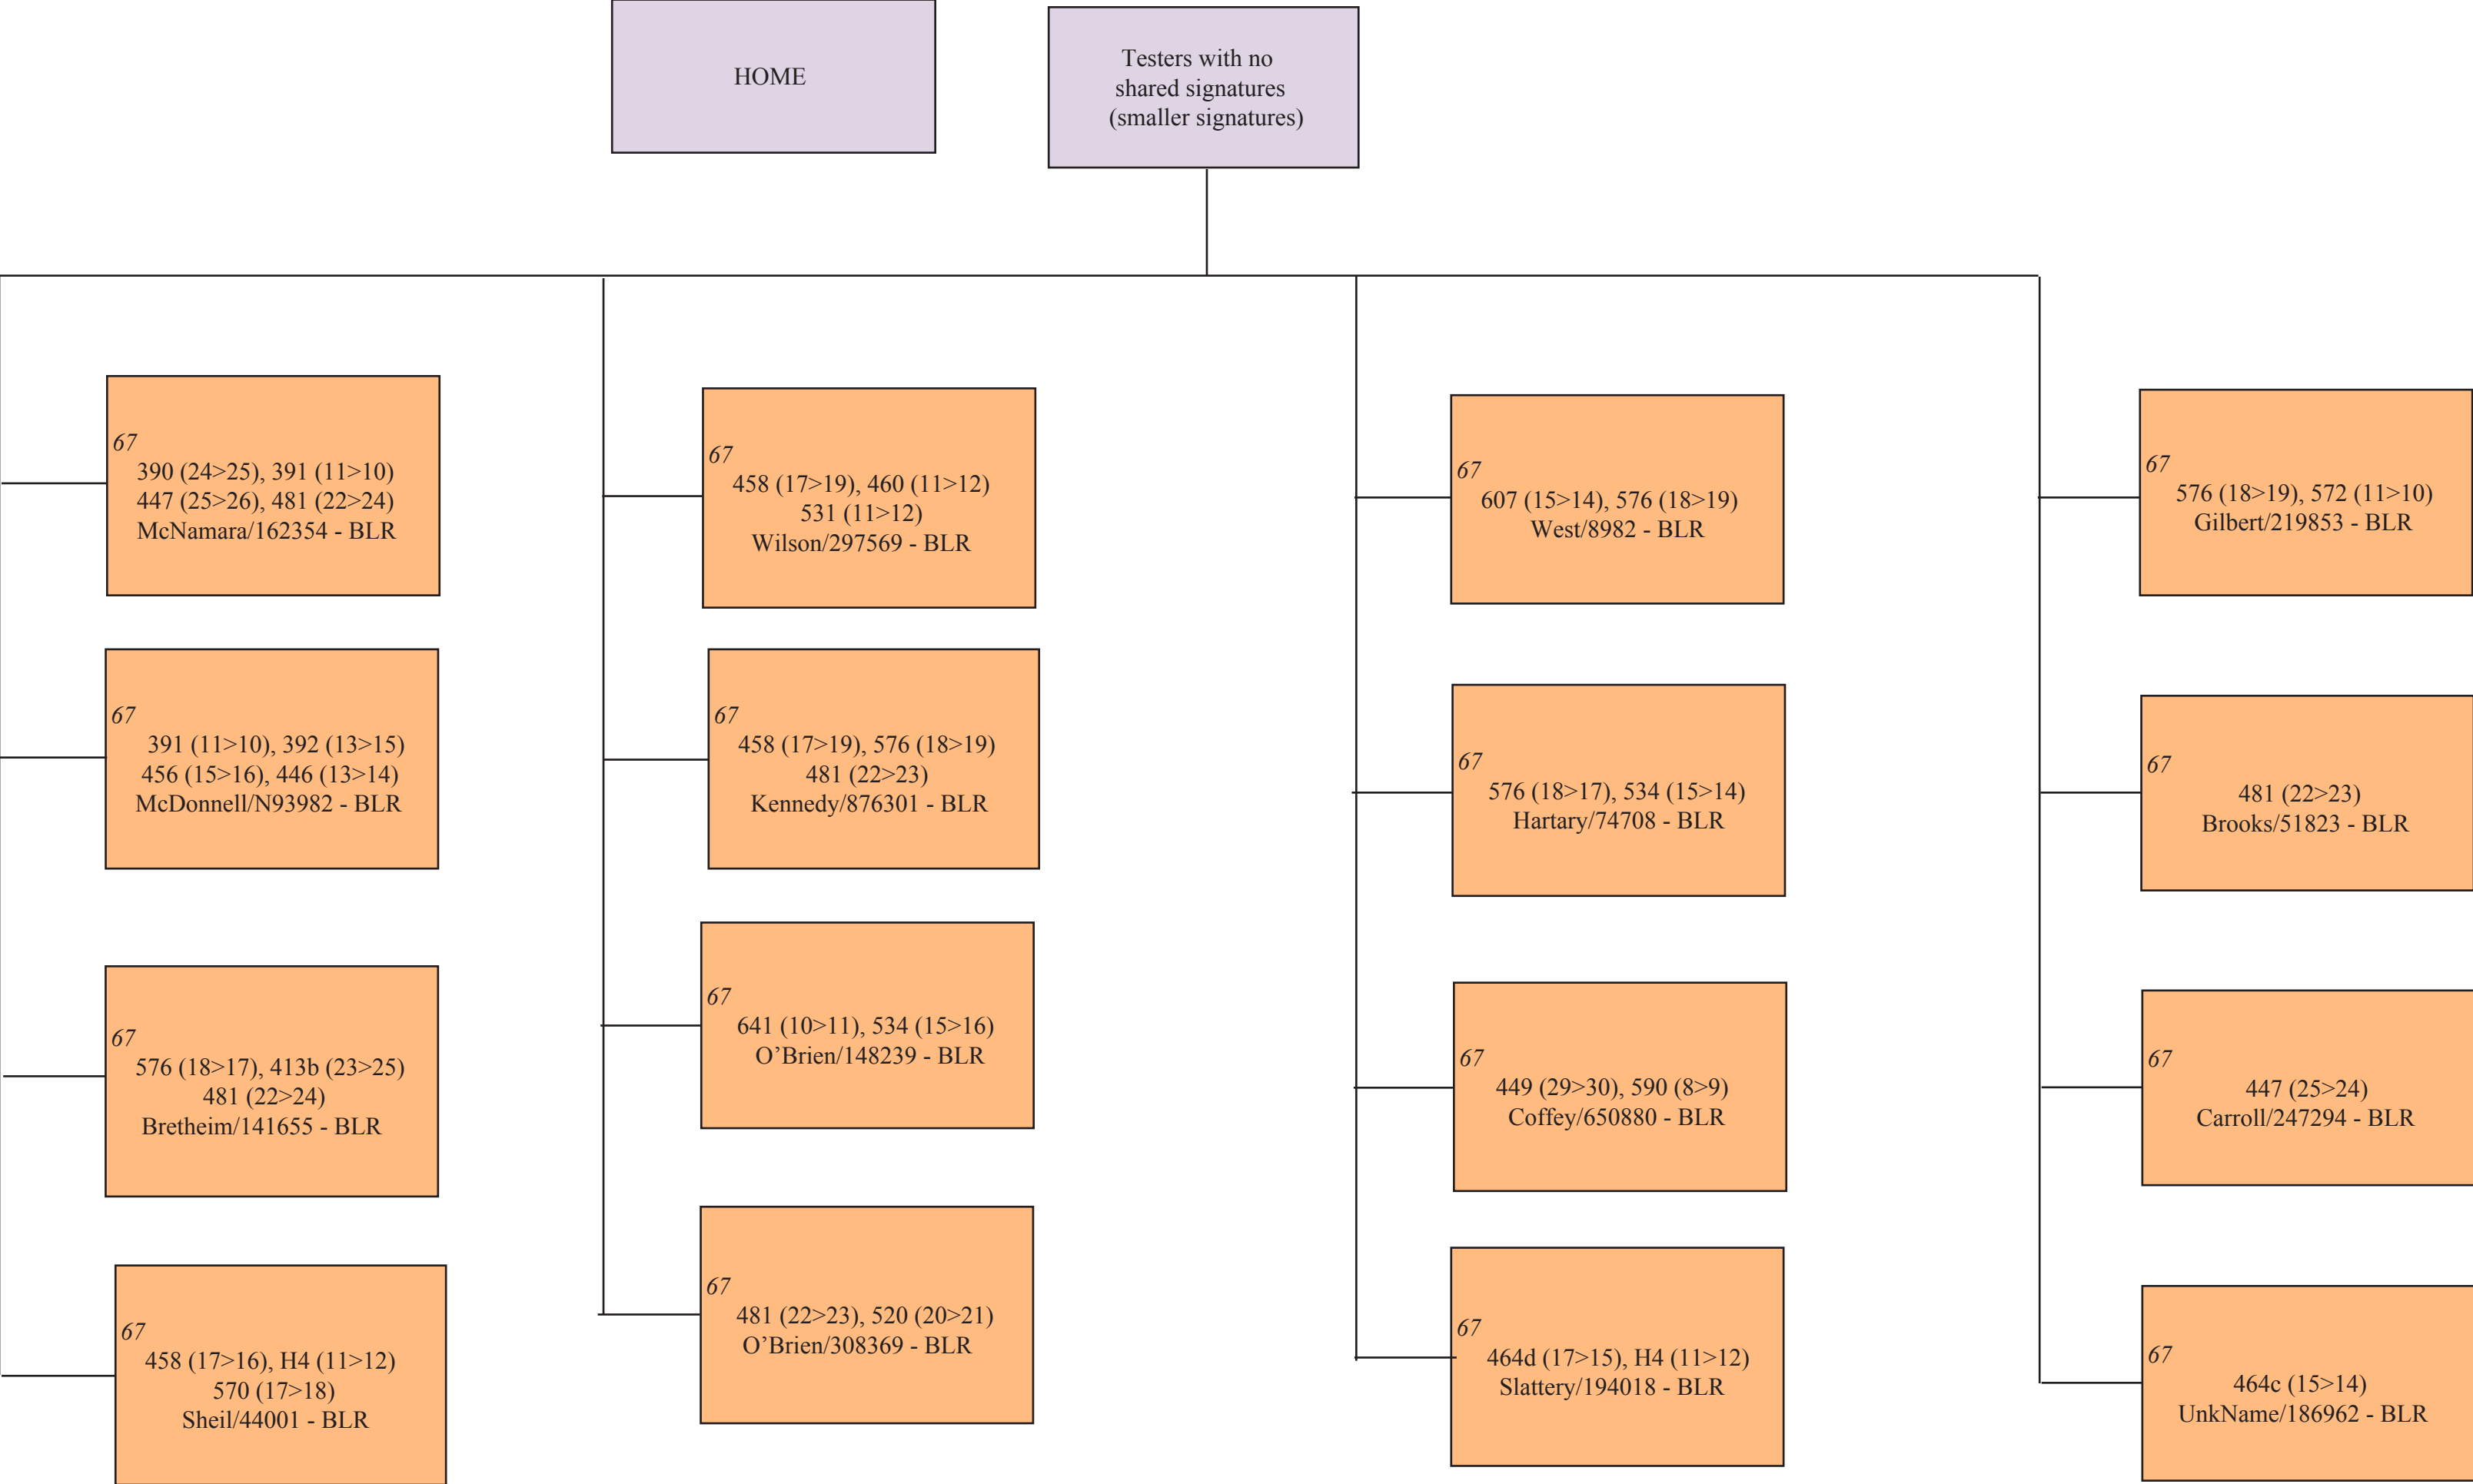 HOME
Testers with no
shared signatures
(smaller signatures)
67
390 (24>25), 391 (11>10)
447 (25>26), 481 (22>24)
McNamara/162354 - BLR
67
391 (11>10), 392 (13>15)
456 (15>16), 446 (13>14)
McDonnell/N93982 - BLR
67
576 (18>17), 413b (23>25)
481 (22>24)
Bretheim/141655 - BLR
67
458 (17>16), H4 (11>12)
570 (17>18)
Sheil/44001 - BLR
67
458 (17>19), 460 (11>12)
531 (11>12)
Wilson/297569 - BLR
67
458 (17>19), 576 (18>19)
481 (22>23)
Kennedy/876301 - BLR
67
641 (10>11), 534 (15>16)
O’Brien/148239 - BLR
67
481 (22>23), 520 (20>21)
O’Brien/308369 - BLR
67
607 (15>14), 576 (18>19)
West/8982 - BLR
67
576 (18>17), 534 (15>14)
Hartary/74708 - BLR
67
449 (29>30), 590 (8>9)
Coffey/650880 - BLR
67
464d (17>15), H4 (11>12)
Slattery/194018 - BLR
67
576 (18>19), 572 (11>10)
Gilbert/219853 - BLR
67
481 (22>23)
Brooks/51823 - BLR
67
447 (25>24)
Carroll/247294 - BLR
67
464c (15>14)
UnkName/186962 - BLR